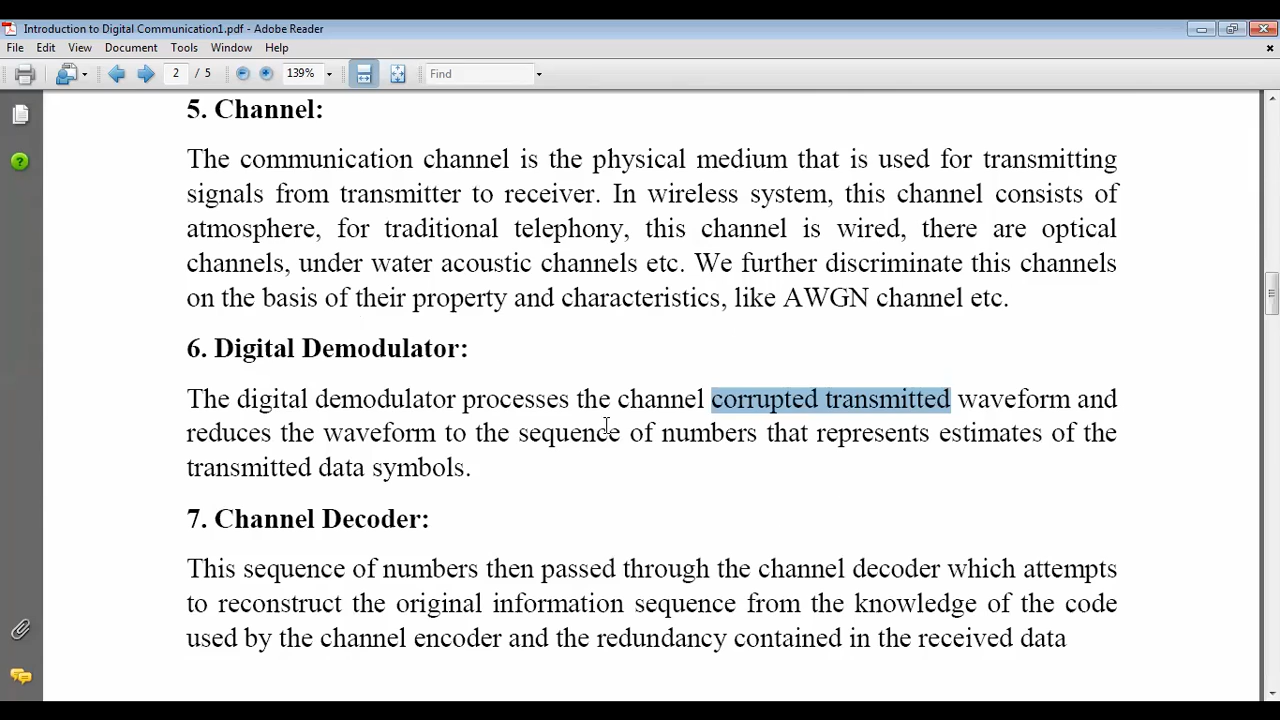 Introduction to Digital Communication1.pdf - Adobe Reader
File Edit View Document Tools Window Help
2 / 5 139% Find
5. Channel:
The communication channel is the physical medium that is used for transmitting
signals from transmitter to receiver. In wireless system, this channel consists of
atmosphere, for traditional telephony, this channel is wired, there are optical
channels, under water acoustic channels etc. We further discriminate this channels
on the basis of their property and characteristics, like AWGN channel etc.
6. Digital Demodulator:
The digital demodulator processes the channel corrupted transmitted waveform and
reduces the waveform to the sequence of numbers that represents estimates of the
transmitted data symbols.
7. Channel Decoder:
This sequence of numbers then passed through the channel decoder which attempts
to reconstruct the original information sequence from the knowledge of the code
used by the channel encoder and the redundancy contained in the received data